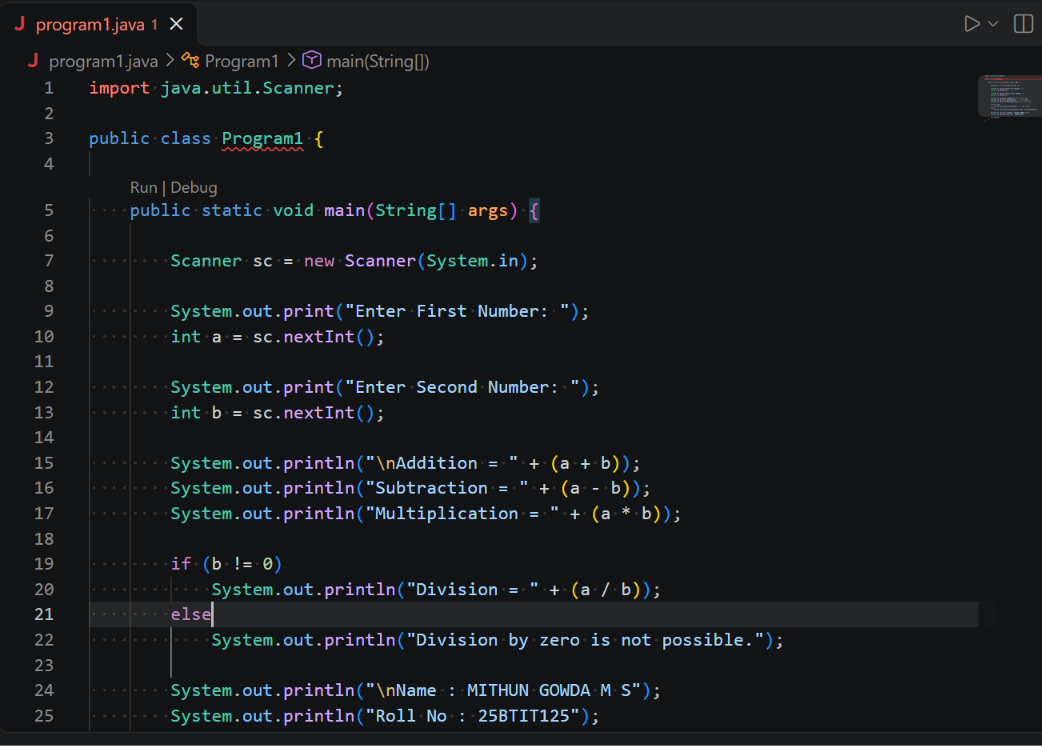 J program1.java 1 ×
J program1.java > Program1 > main(String[])
1 import java.util.Scanner;
2
3 public class Program1 {
4
Run | Debug
5 public static void main(String[] args) {
6
7 Scanner sc = new Scanner(System.in);
8
9 System.out.print("Enter First Number: ");
10 int a = sc.nextInt();
11
12 System.out.print("Enter Second Number: ");
13 int b = sc.nextInt();
14
15 System.out.println("\nAddition = " + (a + b));
16 System.out.println("Subtraction = " + (a - b));
17 System.out.println("Multiplication = " + (a * b));
18
19 if (b != 0)
20 System.out.println("Division = " + (a / b));
21 else
22 System.out.println("Division by zero is not possible.");
23
24 System.out.println("\nName : MITHUN GOWDA M S");
25 System.out.println("Roll No : 25BTIT125");